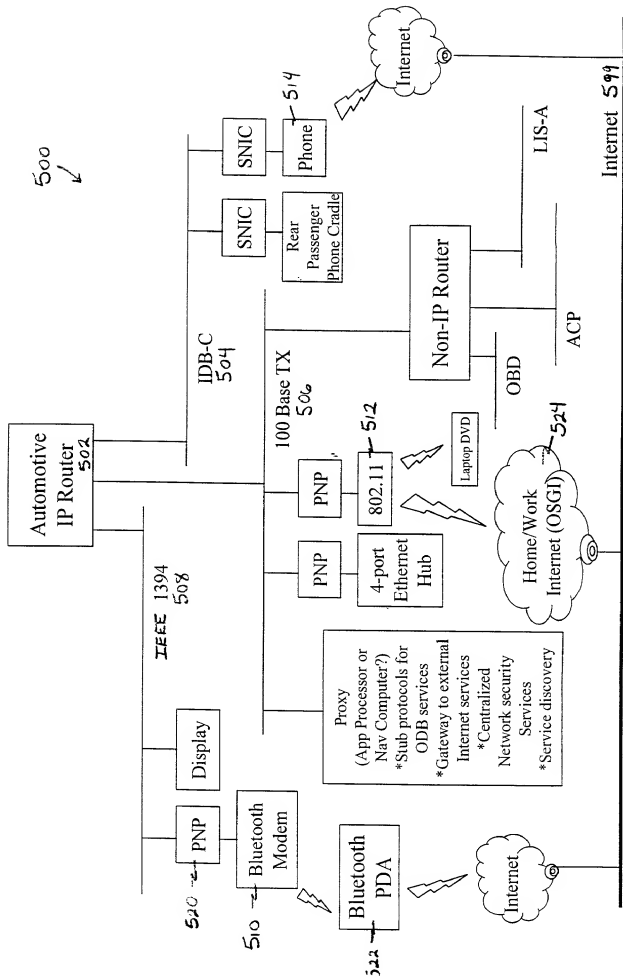 500
Automotive
IP Router
502
IEEE 1394
508
IDB-C
504
100 Base TX
506
Display
PNP
520
Bluetooth
Modem
510
Bluetooth
PDA
522
Internet
Proxy
(App Processor or
Nav Computer?)
*Stub protocols for
ODB services
*Gateway to external
Internet services
*Centralized
Network security
Services
*Service discovery
PNP
4-port
Ethernet
Hub
PNP
802.11
512
Laptop DVD
Home/Work
Internet (OSGI)
524
SNIC
Rear
Passenger
Phone Cradle
SNIC
Phone
514
Internet
Non-IP Router
OBD
ACP
LIS-A
Internet 599